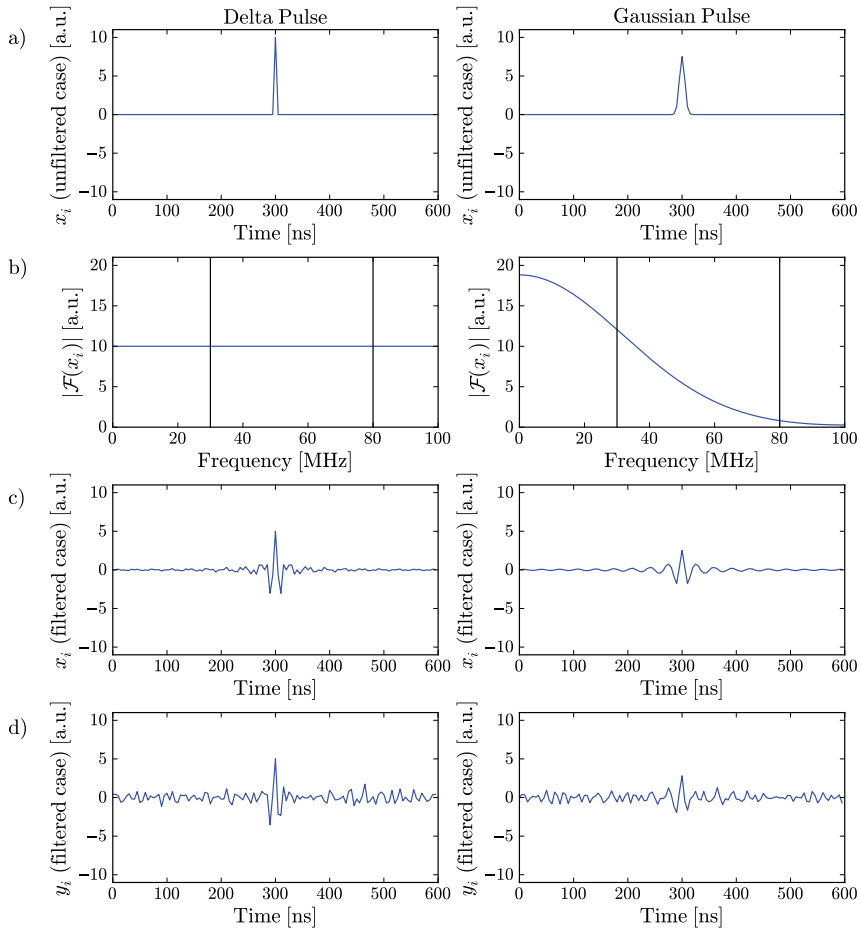 Delta Pulse
Gaussian Pulse
a)
x_i (unfiltered case) [a.u.]
10
5
0
−5
−10
0 100 200 300 400 500 600
Time [ns]
x_i (unfiltered case) [a.u.]
10
5
0
−5
−10
0 100 200 300 400 500 600
Time [ns]
b)
|ℱ(x_i)| [a.u.]
20
15
10
5
0
0 20 40 60 80 100
Frequency [MHz]
|ℱ(x_i)| [a.u.]
20
15
10
5
0
0 20 40 60 80 100
Frequency [MHz]
c)
x_i (filtered case) [a.u.]
10
5
0
−5
−10
0 100 200 300 400 500 600
Time [ns]
x_i (filtered case) [a.u.]
10
5
0
−5
−10
0 100 200 300 400 500 600
Time [ns]
d)
y_i (filtered case) [a.u.]
10
5
0
−5
−10
0 100 200 300 400 500 600
Time [ns]
y_i (filtered case) [a.u.]
10
5
0
−5
−10
0 100 200 300 400 500 600
Time [ns]